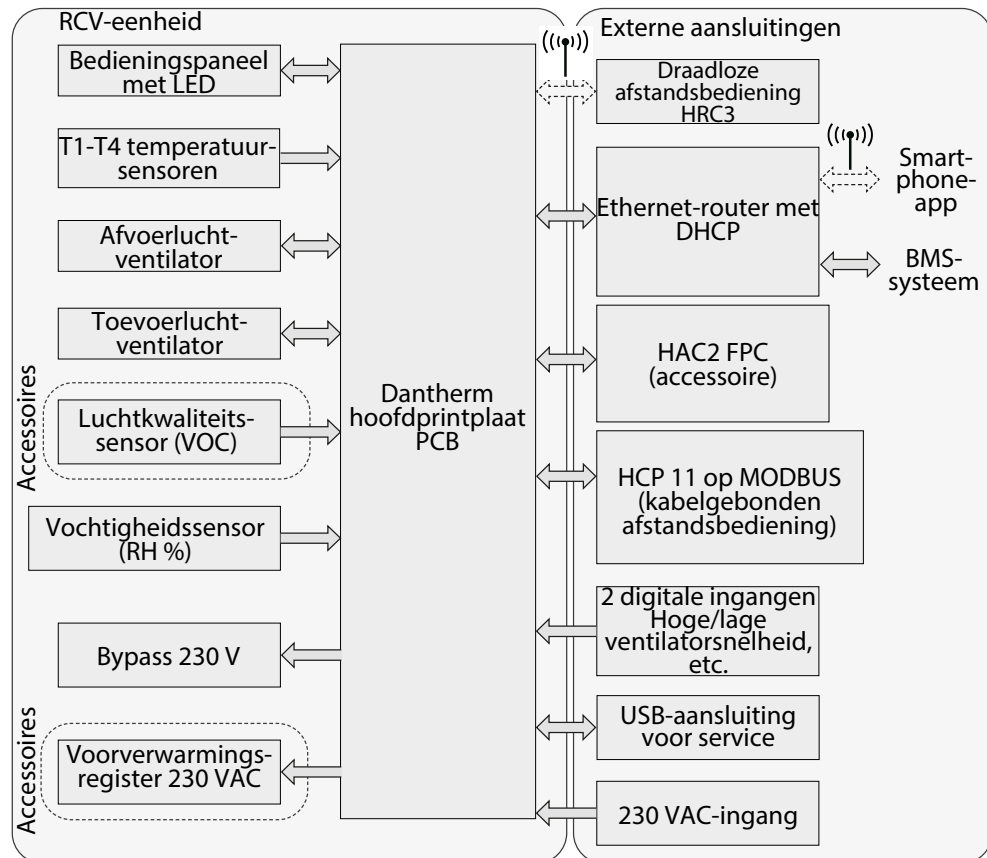 RCV-eenheid
Bedieningspaneel
met LED
T1-T4 temperatuur-
sensoren
Afvoerlucht-
ventilator
Toevoerlucht-
ventilator
Accessoires
Luchtkwaliteits-
sensor (VOC)
Vochtigheidssensor
(RH %)
Bypass 230 V
Accessoires
Voorverwarmings-
register 230 VAC
Dantherm
hoofdprintplaat
PCB
Externe aansluitingen
Draadloze
afstandsbediening
HRC3
Ethernet-router met
DHCP
Smart-
phone-
app
BMS-
systeem
HAC2 FPC
(accessoire)
HCP 11 op MODBUS
(kabelgebonden
afstandsbediening)
2 digitale ingangen
Hoge/lage
ventilatorsnelheid,
etc.
USB-aansluiting
voor service
230 VAC-ingang